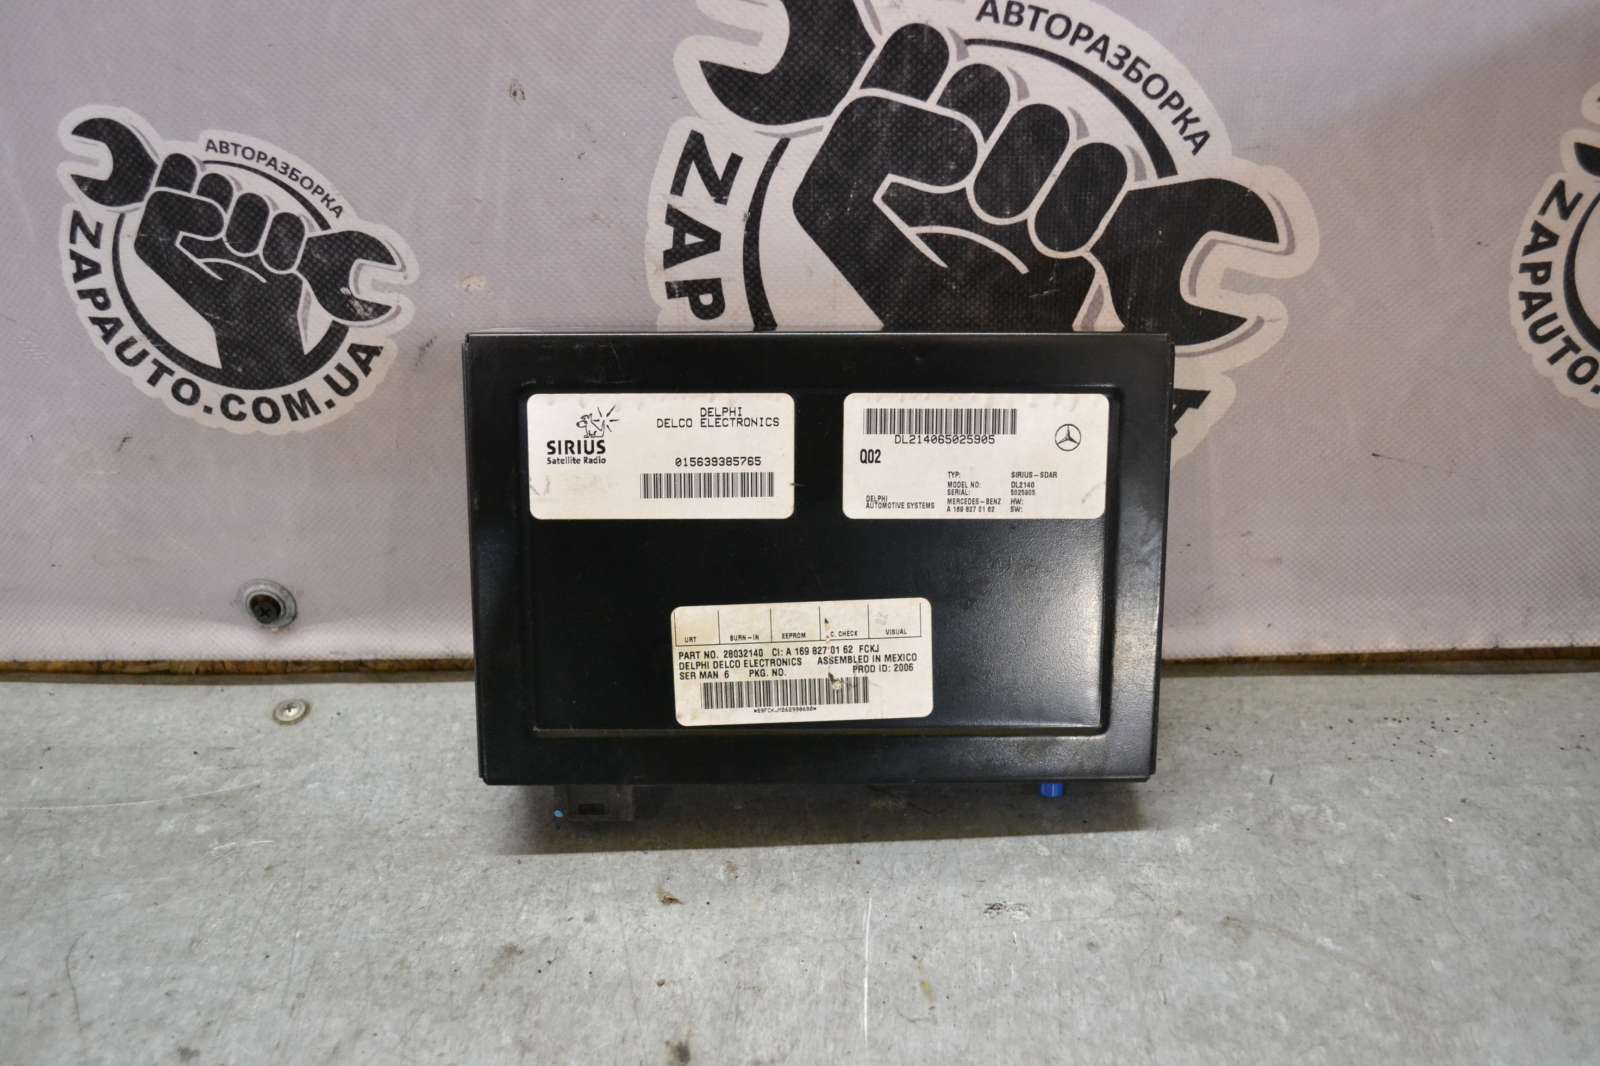 АВТОРАЗБОРКА
ZAPAUTO.COM.UA
АВТОРАЗБОРКА
ZAP
ZAPAUTO.
SIRIUS
Satellite Radio
DELPHI
DELCO ELECTRONICS
015639385765
DL214065025905
Q02
TYP: SIRIUS-SDAR
MODEL NO: DL2140
SERIAL: 5025905
DELPHI MERCEDES-BENZ HW:
AUTOMOTIVE SYSTEMS A 169 827 01 62 SW:
URT BURN-IN EEPROM .C. CHECK VISUAL
PART NO. 28032140 CI: A 169 827 01 62 FCKJ
DELPHI DELCO ELECTRONICS ASSEMBLED IN MEXICO
SER MAN 6 PKG. NO. PROD ID: 2006